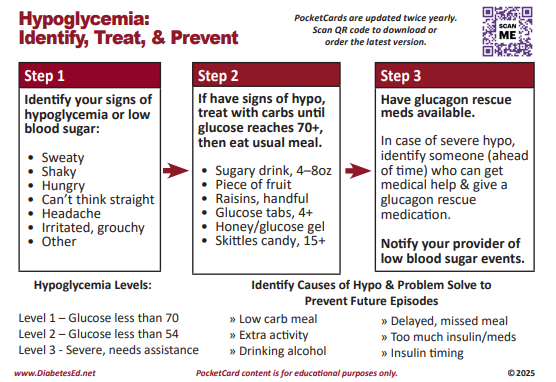 Hypoglycemia:
Identify, Treat, & Prevent
PocketCards are updated twice yearly.
Scan QR code to download or
order the latest version.
SCAN
ME
Step 1
Identify your signs of
hypoglycemia or low
blood sugar:
• Sweaty
• Shaky
• Hungry
• Can't think straight
• Headache
• Irritated, grouchy
• Other
Step 2
If have signs of hypo,
treat with carbs until
glucose reaches 70+,
then eat usual meal.
• Sugary drink, 4–8oz
• Piece of fruit
• Raisins, handful
• Glucose tabs, 4+
• Honey/glucose gel
• Skittles candy, 15+
Step 3
Have glucagon rescue
meds available.
In case of severe hypo,
identify someone (ahead
of time) who can get
medical help & give a
glucagon rescue
medication.
Notify your provider of
low blood sugar events.
Hypoglycemia Levels:
Level 1 – Glucose less than 70
Level 2 – Glucose less than 54
Level 3 - Severe, needs assistance
Identify Causes of Hypo & Problem Solve to
Prevent Future Episodes
» Low carb meal
» Extra activity
» Drinking alcohol
» Delayed, missed meal
» Too much insulin/meds
» Insulin timing
www.DiabetesEd.net
PocketCard content is for educational purposes only.
© 2025